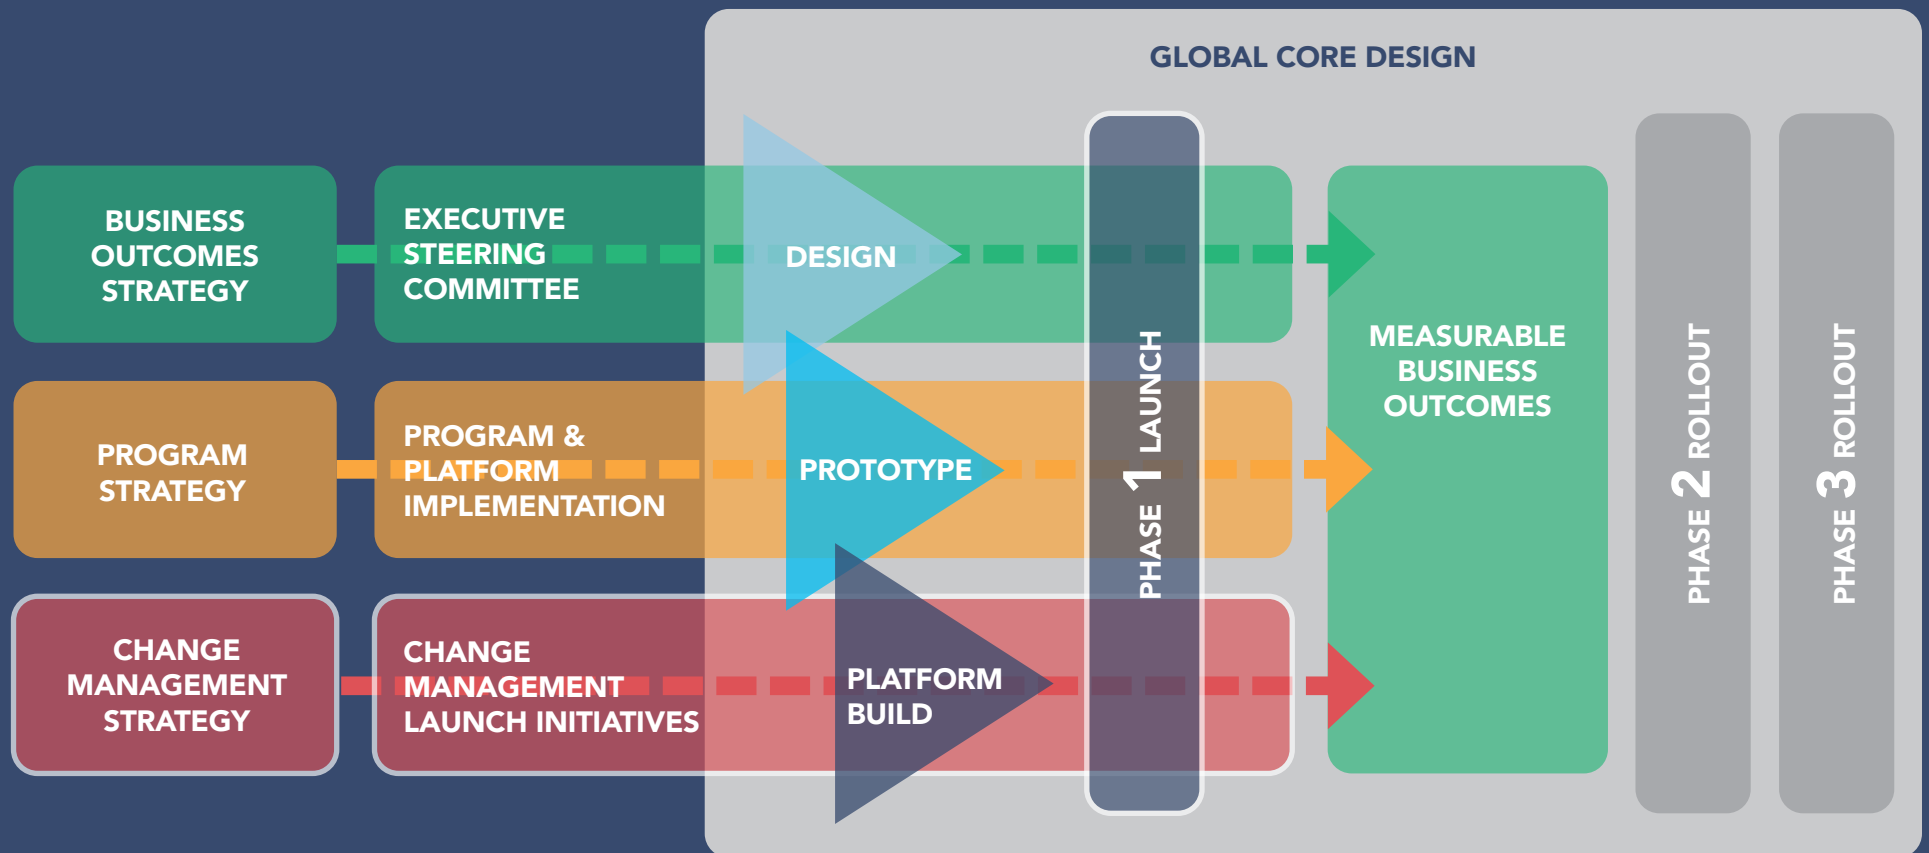 GLOBAL CORE DESIGN
BUSINESS
OUTCOMES
STRATEGY
EXECUTIVE
STEERING
COMMITTEE
DESIGN
PROGRAM
STRATEGY
PROGRAM &
PLATFORM
IMPLEMENTATION
PROTOTYPE
CHANGE
MANAGEMENT
STRATEGY
CHANGE
MANAGEMENT
LAUNCH INITIATIVES
PLATFORM
BUILD
PHASE 1 LAUNCH
MEASURABLE
BUSINESS
OUTCOMES
PHASE 2 ROLLOUT
PHASE 3 ROLLOUT